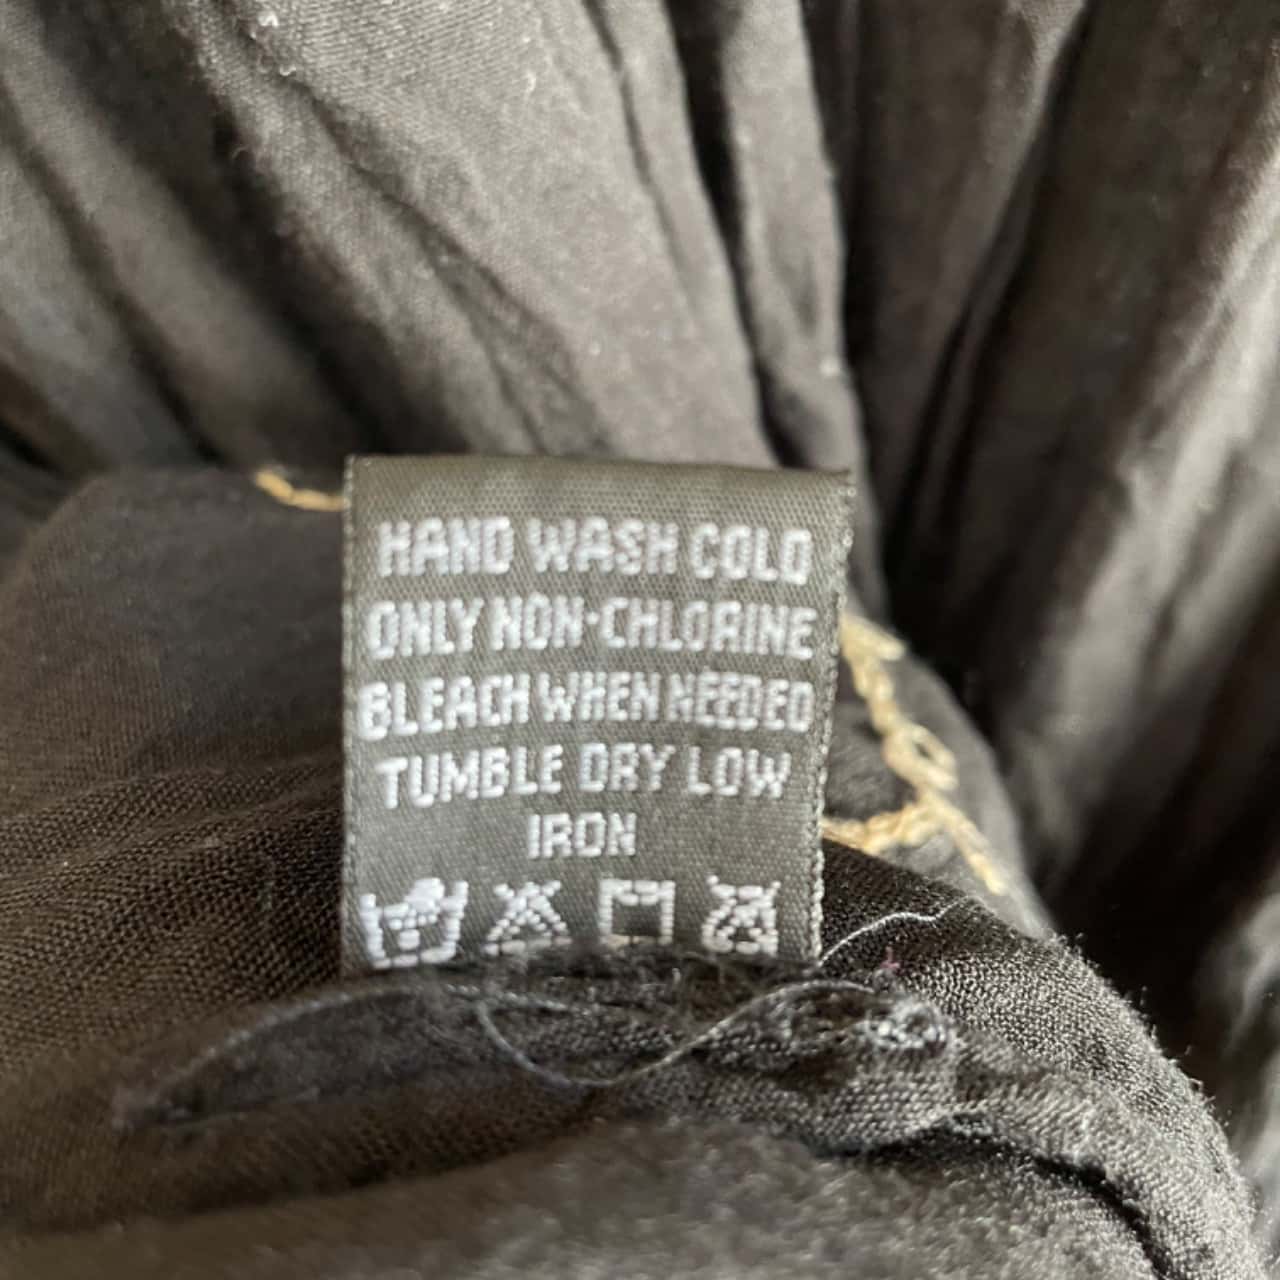 HAND WASH COLD
ONLY NON-CHLORINE
BLEACH WHEN NEEDED
TUMBLE DRY LOW
IRON